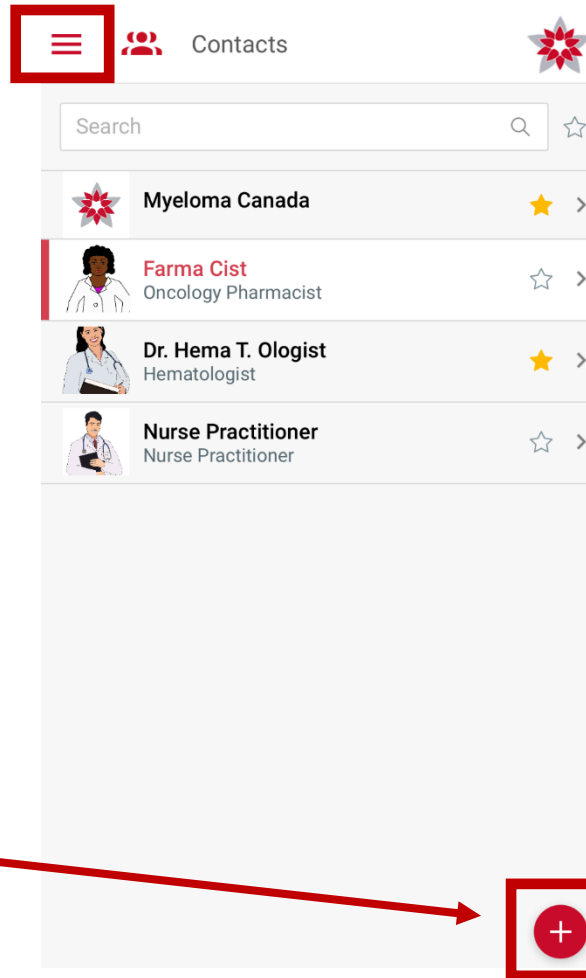 Contacts
Search
Myeloma Canada
Farma Cist
Oncology Pharmacist
Dr. Hema T. Ologist
Hematologist
Nurse Practitioner
Nurse Practitioner